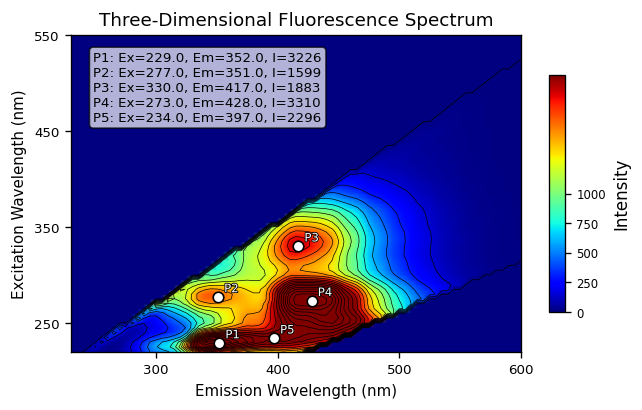 Three-Dimensional Fluorescence Spectrum
P1: Ex=229.0, Em=352.0, I=3226
P2: Ex=277.0, Em=351.0, I=1599
P3: Ex=330.0, Em=417.0, I=1883
P4: Ex=273.0, Em=428.0, I=3310
P5: Ex=234.0, Em=397.0, I=2296
Excitation Wavelength (nm)
550
450
350
250
P3
P2
P4
P1
P5
300
400
500
600
Emission Wavelength (nm)
1000
750
500
250
0
Intensity